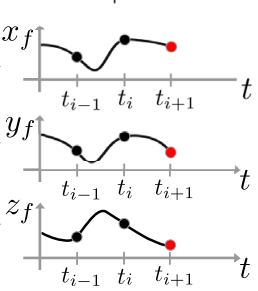 x_f
t_{i-1} t_i t_{i+1} t
y_f
t_{i-1} t_i t_{i+1} t
z_f
t_{i-1} t_i t_{i+1} t